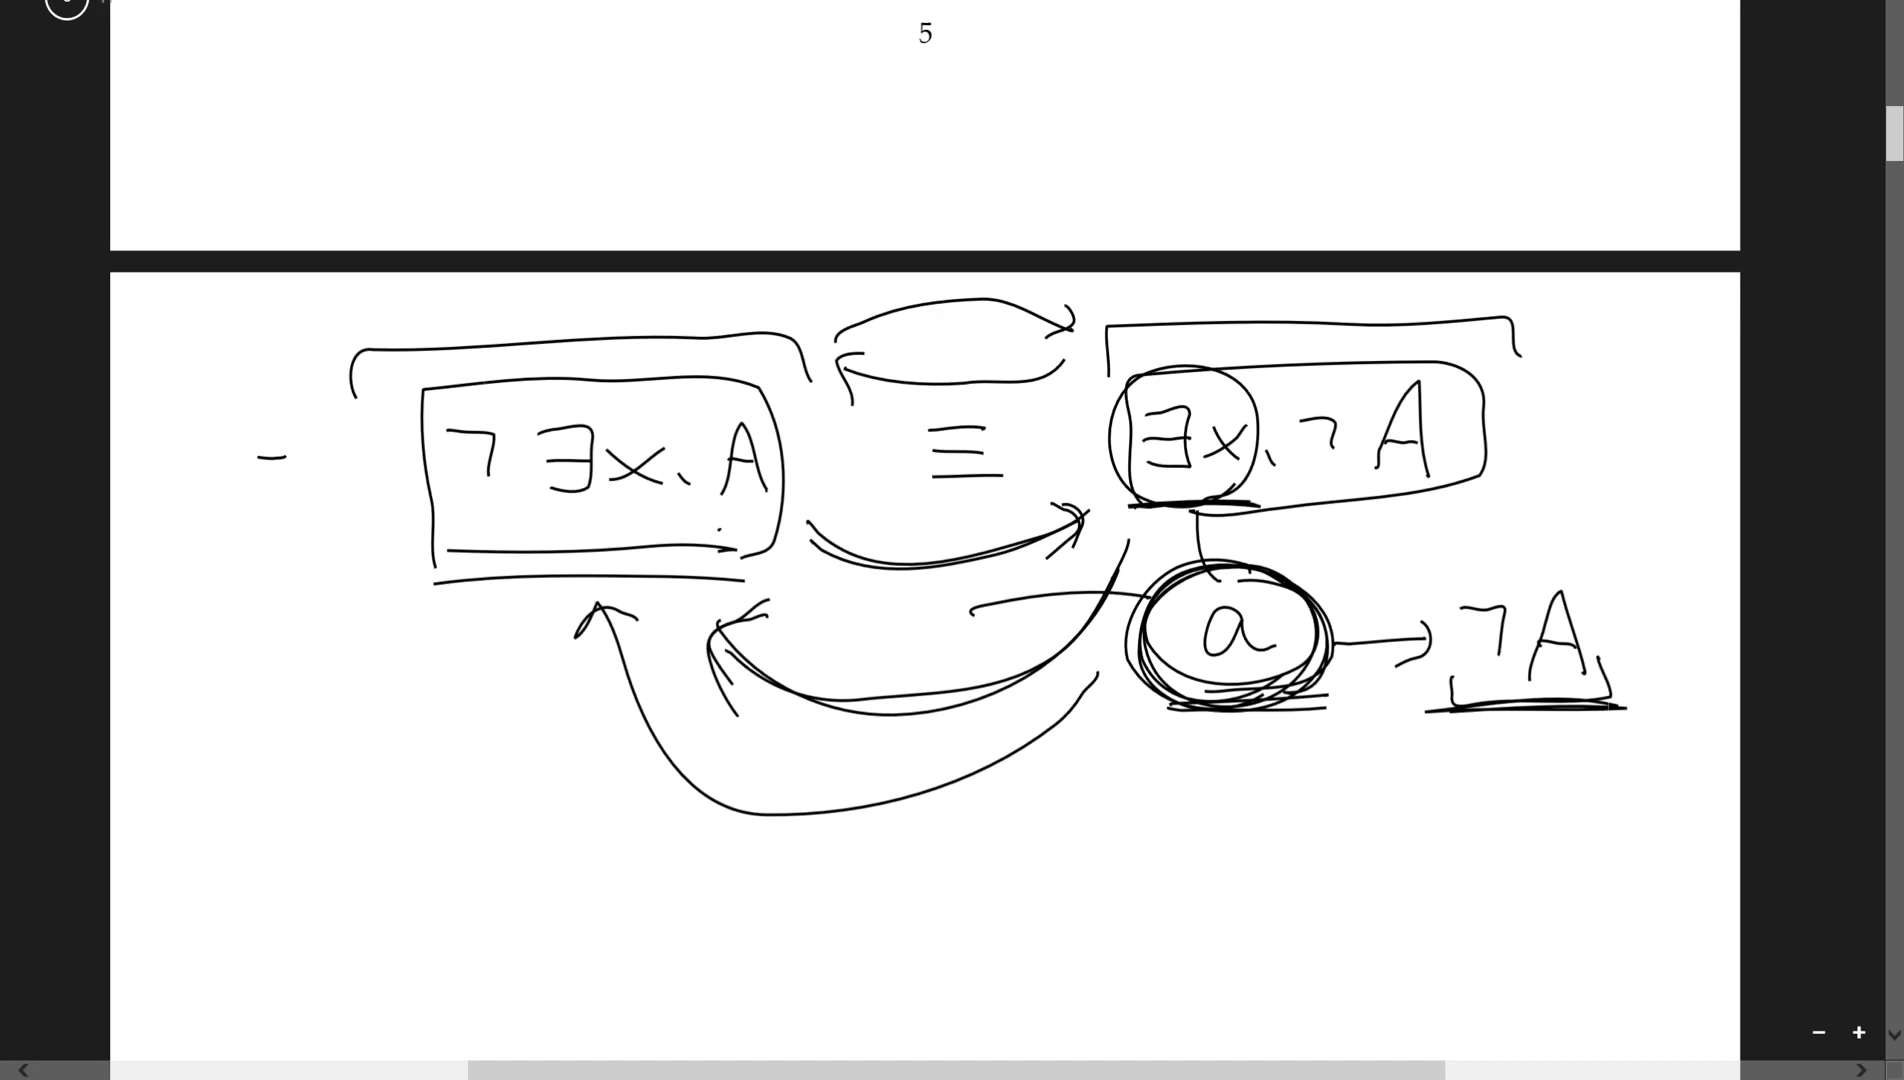 5
- ¬∃x. A ≡ ∃x. ¬A
a → ¬A